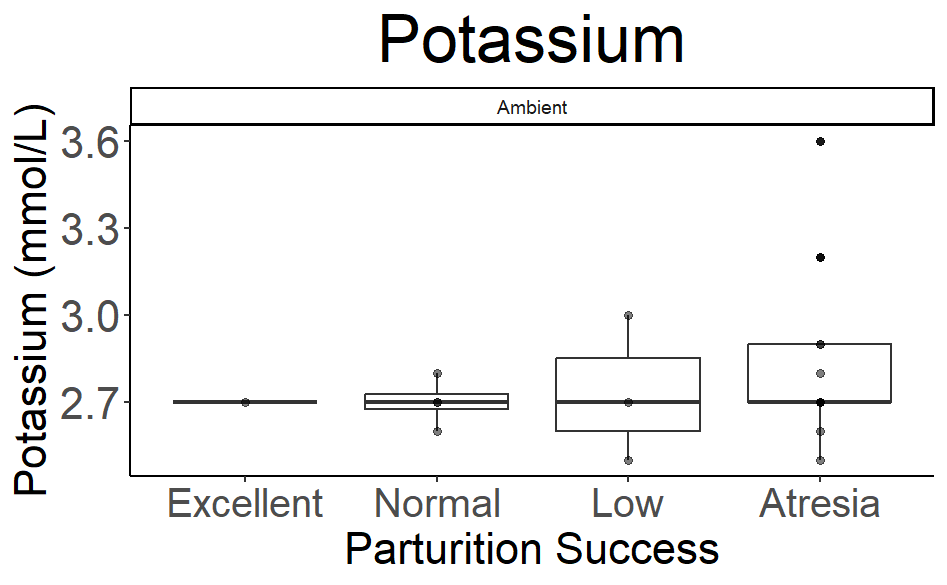 Potassium
Ambient
Potassium (mmol/L)
3.6
3.3
3.0
2.7
Excellent Normal Low Atresia
Parturition Success